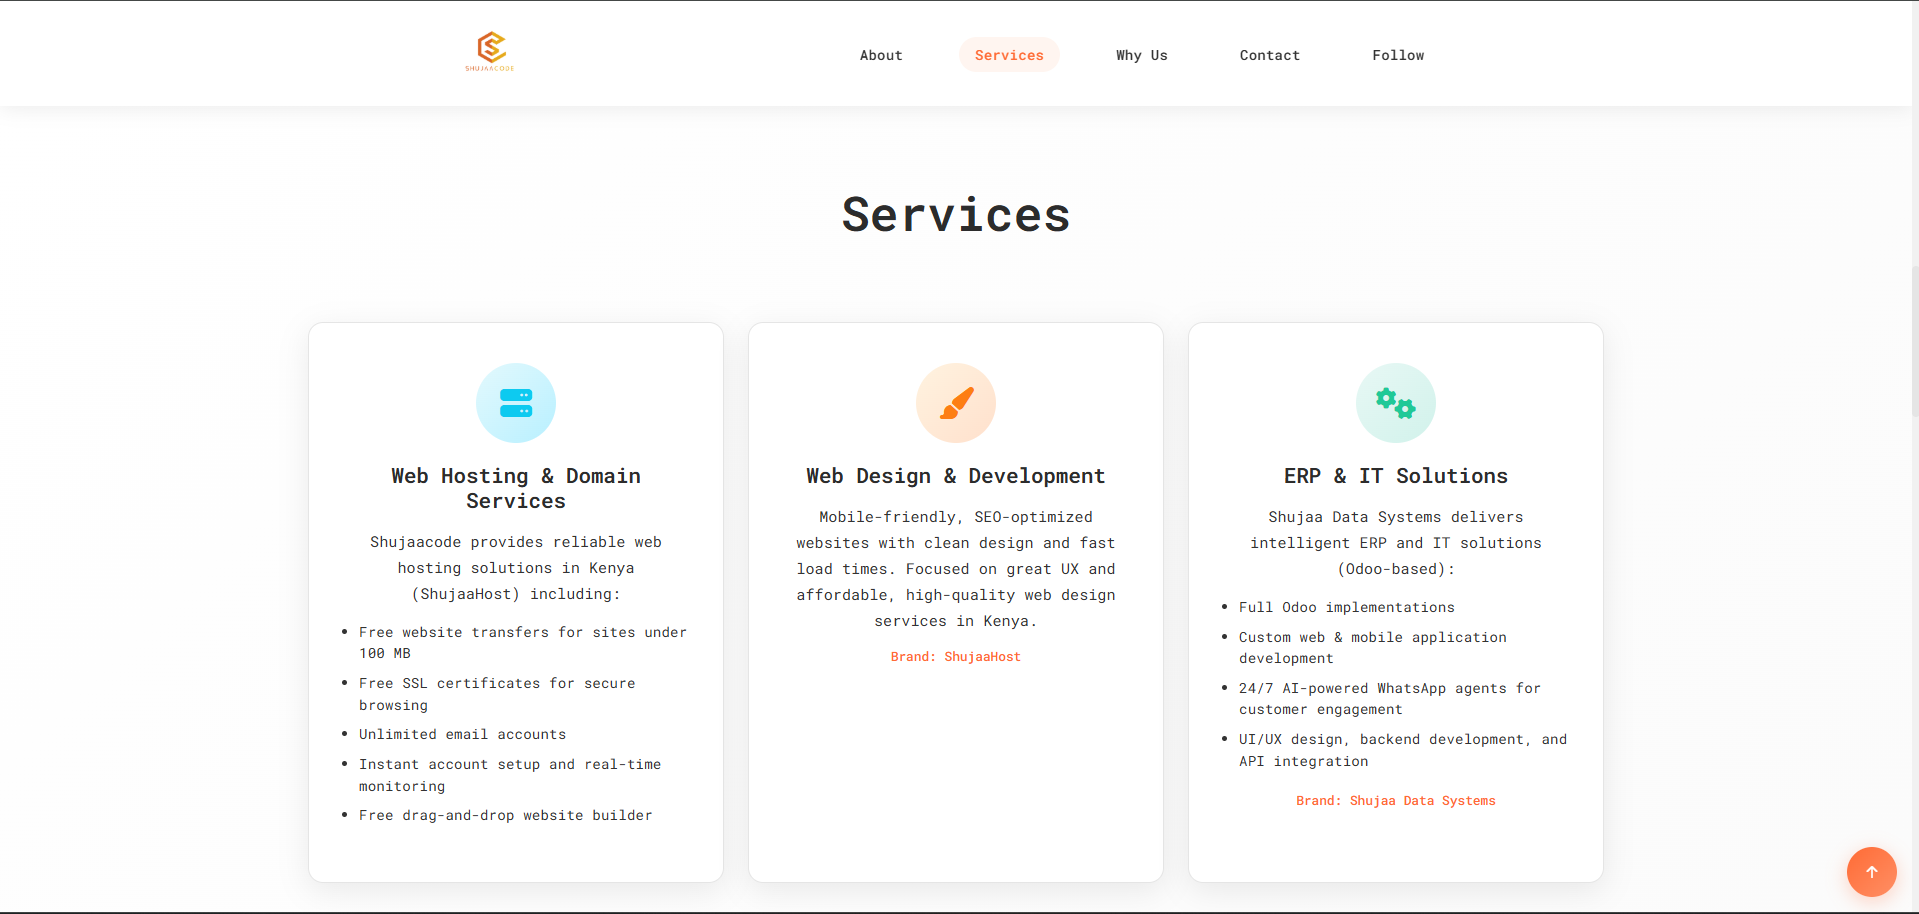 SHUJAACODE
About
Services
Why Us
Contact
Follow
Services
Web Hosting & Domain
Services
Shujaacode provides reliable web
hosting solutions in Kenya
(ShujaaHost) including:
Free website transfers for sites under
100 MB
Free SSL certificates for secure
browsing
Unlimited email accounts
Instant account setup and real-time
monitoring
Free drag-and-drop website builder
Web Design & Development
Mobile-friendly, SEO-optimized
websites with clean design and fast
load times. Focused on great UX and
affordable, high-quality web design
services in Kenya.
Brand: ShujaaHost
ERP & IT Solutions
Shujaa Data Systems delivers
intelligent ERP and IT solutions
(Odoo-based):
Full Odoo implementations
Custom web & mobile application
development
24/7 AI-powered WhatsApp agents for
customer engagement
UI/UX design, backend development, and
API integration
Brand: Shujaa Data Systems